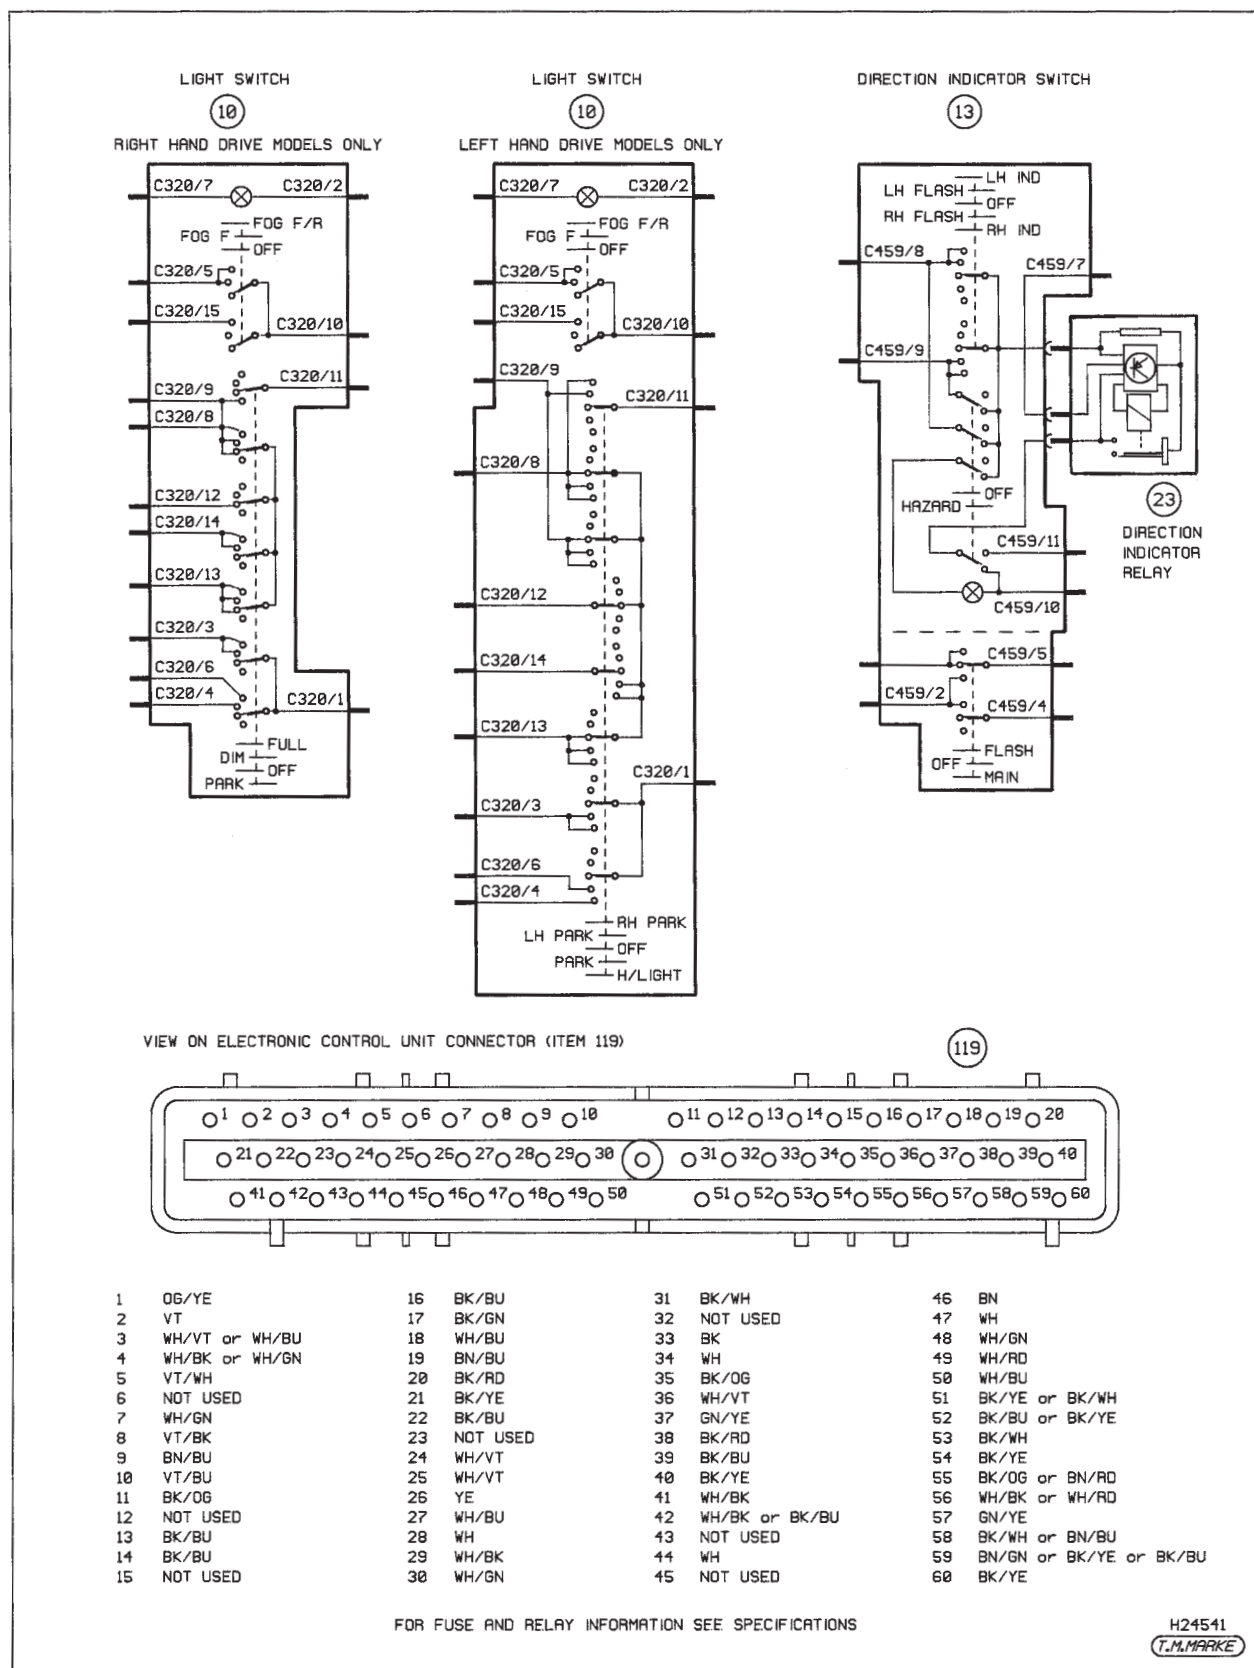 LIGHT SWITCH
10
RIGHT HAND DRIVE MODELS ONLY
C320/7
C320/2
FOG F/R
FOG F
OFF
C320/5
C320/15
C320/10
C320/11
C320/9
C320/8
C320/12
C320/14
C320/13
C320/3
C320/6
C320/4
C320/1
FULL
DIM
OFF
PARK
LIGHT SWITCH
10
LEFT HAND DRIVE MODELS ONLY
C320/7
C320/2
FOG F/R
FOG F
OFF
C320/5
C320/15
C320/10
C320/9
C320/11
C320/8
C320/12
C320/14
C320/13
C320/1
C320/3
C320/6
C320/4
RH PARK
LH PARK
OFF
PARK
H/LIGHT
DIRECTION INDICATOR SWITCH
13
LH IND
LH FLASH
OFF
RH FLASH
RH IND
C459/8
C459/7
C459/9
OFF
HAZARD
C459/11
C459/10
23
DIRECTION
INDICATOR
RELAY
C459/5
C459/2
C459/4
FLASH
OFF
MAIN
VIEW ON ELECTRONIC CONTROL UNIT CONNECTOR (ITEM 119)
119
1 2 3 4 5 6 7 8 9 10 11 12 13 14 15 16 17 18 19 20
21 22 23 24 25 26 27 28 29 30 31 32 33 34 35 36 37 38 39 40
41 42 43 44 45 46 47 48 49 50 51 52 53 54 55 56 57 58 59 60
1 OG/YE
2 VT
3 WH/VT or WH/BU
4 WH/BK or WH/GN
5 VT/WH
6 NOT USED
7 WH/GN
8 VT/BK
9 BN/BU
10 VT/BU
11 BK/OG
12 NOT USED
13 BK/BU
14 BK/BU
15 NOT USED
16 BK/BU
17 BK/GN
18 WH/BU
19 BN/BU
20 BK/RD
21 BK/YE
22 BK/BU
23 NOT USED
24 WH/VT
25 WH/VT
26 YE
27 WH/BU
28 WH
29 WH/BK
30 WH/GN
31 BK/WH
32 NOT USED
33 BK
34 WH
35 BK/OG
36 WH/VT
37 GN/YE
38 BK/RD
39 BK/BU
40 BK/YE
41 WH/BK
42 WH/BK or BK/BU
43 NOT USED
44 WH
45 NOT USED
46 BN
47 WH
48 WH/GN
49 WH/RD
50 WH/BU
51 BK/YE or BK/WH
52 BK/BU or BK/YE
53 BK/WH
54 BK/YE
55 BK/OG or BN/RD
56 WH/BK or WH/RD
57 GN/YE
58 BK/WH or BN/BU
59 BN/GN or BK/YE or BK/BU
60 BK/YE
FOR FUSE AND RELAY INFORMATION SEE SPECIFICATIONS
H24541
T.M.MARKE